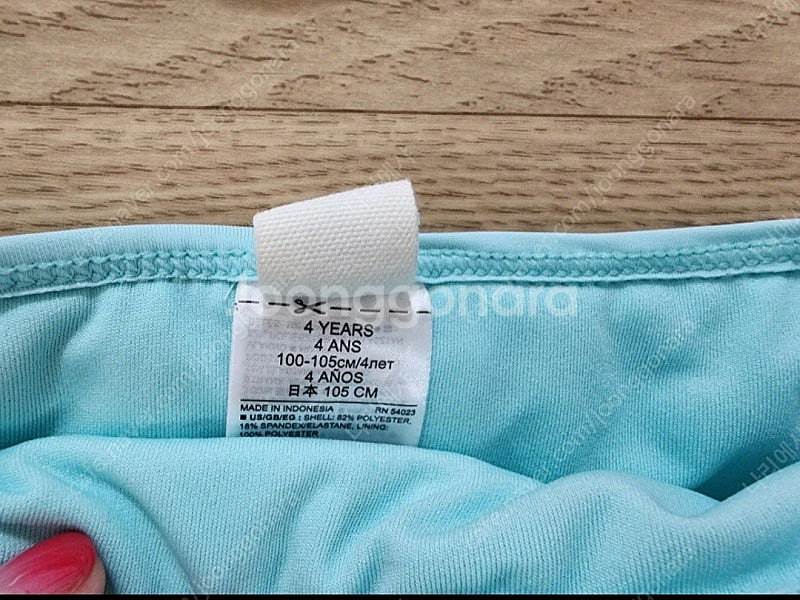 joonggonara
4 YEARS
4 ANS
100-105см/4лет
4 AÑOS
日本 105 CM
MADE IN INDONESIA RN 54023
■ US/GB/EG : SHELL: 82% POLYESTER,
18% SPANDEX/ELASTANE, LINING:
100% POLYESTER